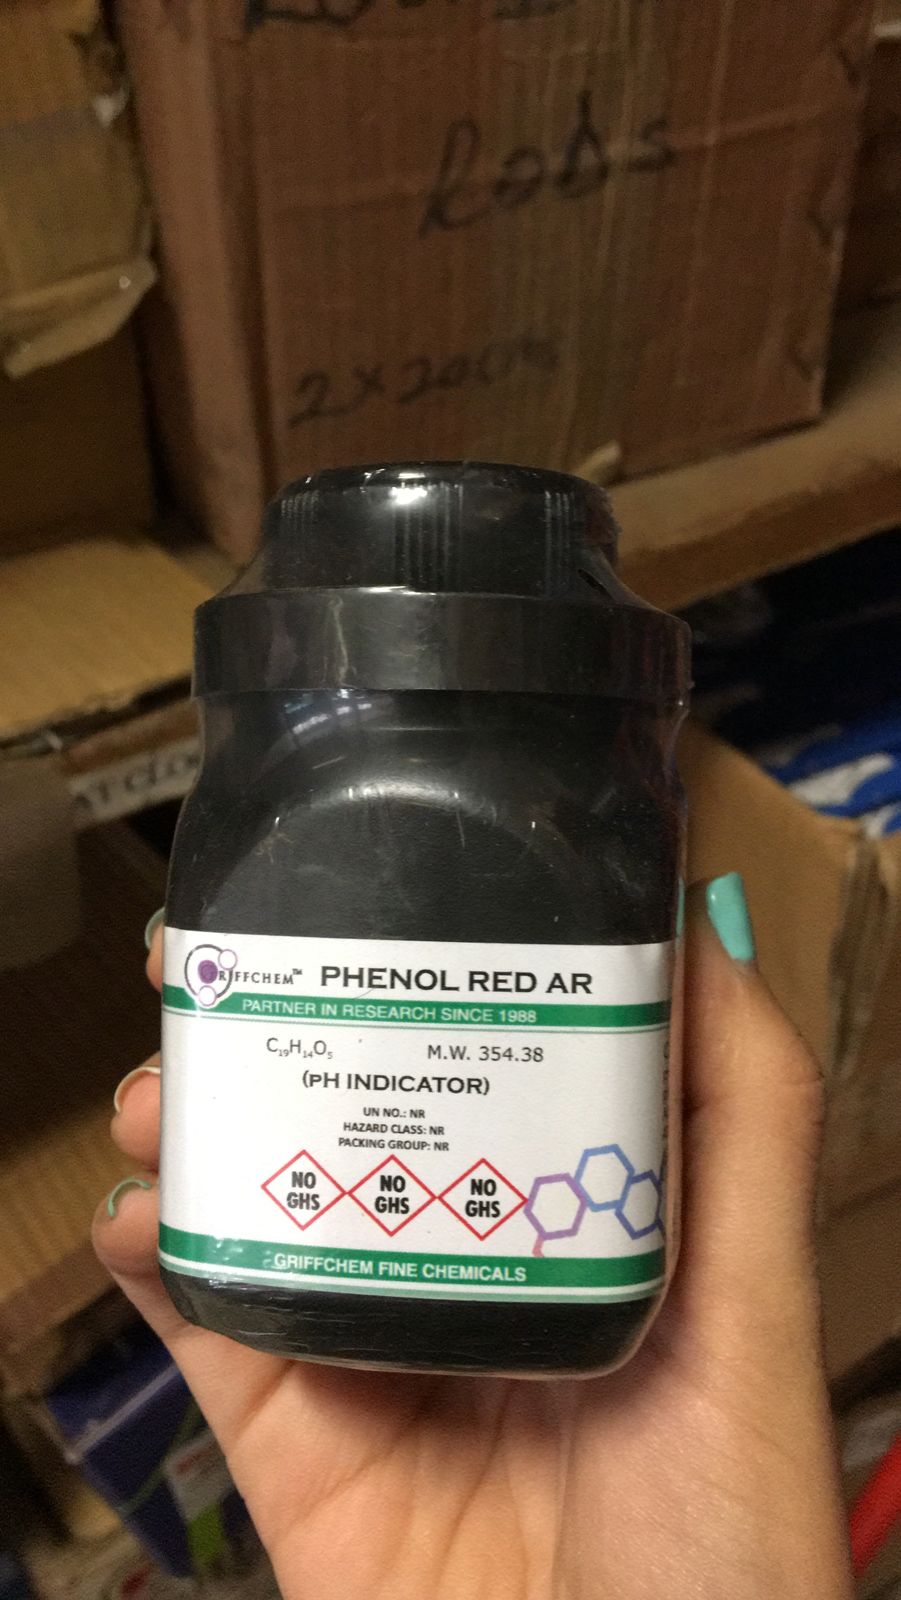 Rods
2 x 200
GRIFFCHEM™ PHENOL RED AR
PARTNER IN RESEARCH SINCE 1988
C₁₉H₁₄O₅ M.W. 354.38
(pH INDICATOR)
UN NO.: NR
HAZARD CLASS: NR
PACKING GROUP: NR
NO GHS
NO GHS
NO GHS
GRIFFCHEM FINE CHEMICALS